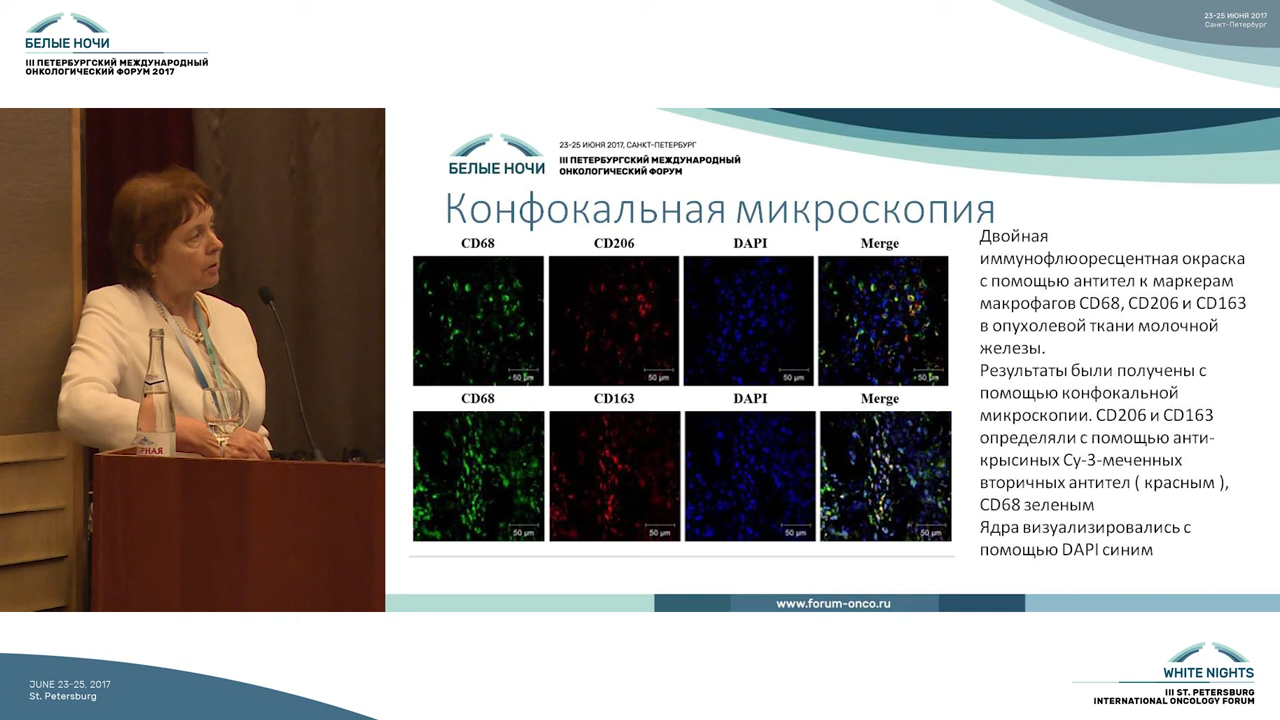 23-25 ИЮНЯ 2017
Санкт-Петербург
БЕЛЫЕ НОЧИ
III ПЕТЕРБУРГСКИЙ МЕЖДУНАРОДНЫЙ
ОНКОЛОГИЧЕСКИЙ ФОРУМ 2017
23-25 ИЮНЯ 2017, САНКТ-ПЕТЕРБУРГ
БЕЛЫЕ НОЧИ
III ПЕТЕРБУРГСКИЙ МЕЖДУНАРОДНЫЙ
ОНКОЛОГИЧЕСКИЙ ФОРУМ
Конфокальная микроскопия
CD68 CD206 DAPI Merge
50 µm 50 µm 50 µm 50 µm
CD68 CD163 DAPI Merge
50 µm 50 µm 50 µm 50 µm
Двойная
иммунофлюоресцентная окраска
с помощью антител к маркерам
макрофагов CD68, CD206 и CD163
в опухолевой ткани молочной
железы.
Результаты были получены с
помощью конфокальной
микроскопии. CD206 и CD163
определяли с помощью анти-
крысиных Cy-3-меченных
вторичных антител ( красным ),
CD68 зеленым
Ядра визуализировались с
помощью DAPI синим
ОРНАЯ
www.forum-onco.ru
JUNE 23-25, 2017
St. Petersburg
WHITE NIGHTS
III ST. PETERSBURG
INTERNATIONAL ONCOLOGY FORUM